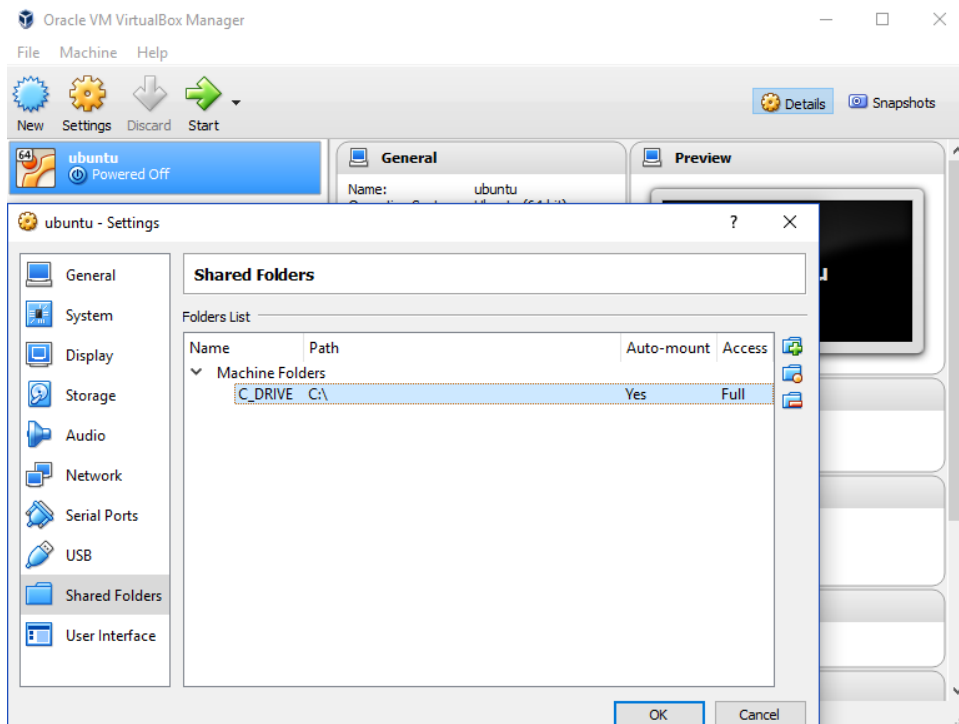 Oracle VM VirtualBox Manager
File Machine Help
New Settings Discard Start Details Snapshots
64 ubuntu
Powered Off
General
Name: ubuntu
Preview
ubuntu - Settings ?
General
System
Display
Storage
Audio
Network
Serial Ports
USB
Shared Folders
User Interface
Shared Folders
Folders List
Name Path Auto-mount Access
Machine Folders
C_DRIVE C:\ Yes Full
OK Cancel